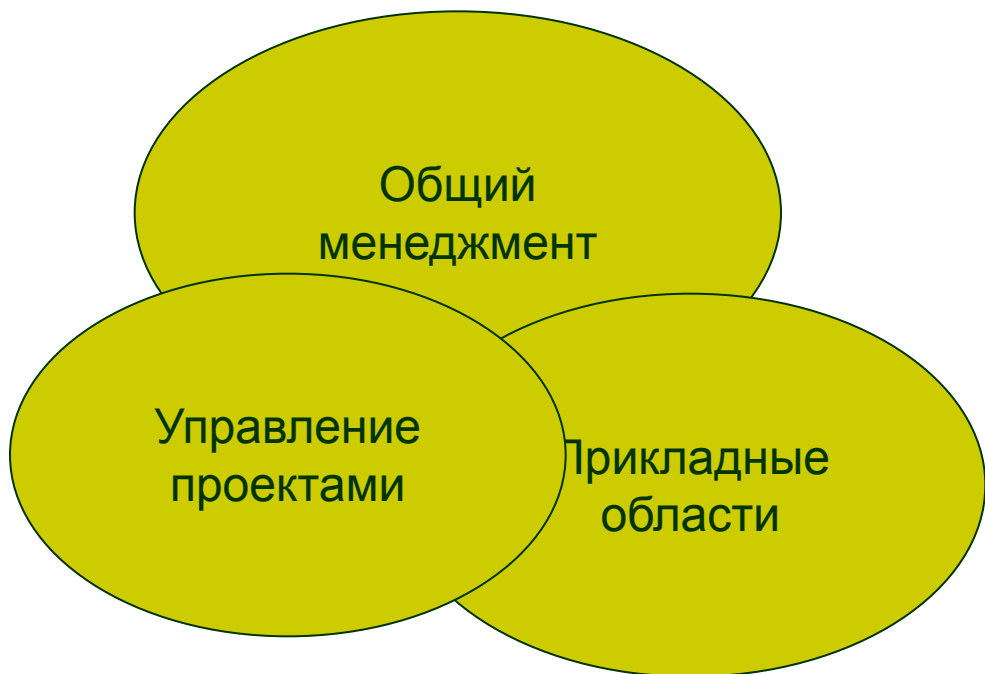 Общий
менеджмент
Управление
проектами
Прикладные
области